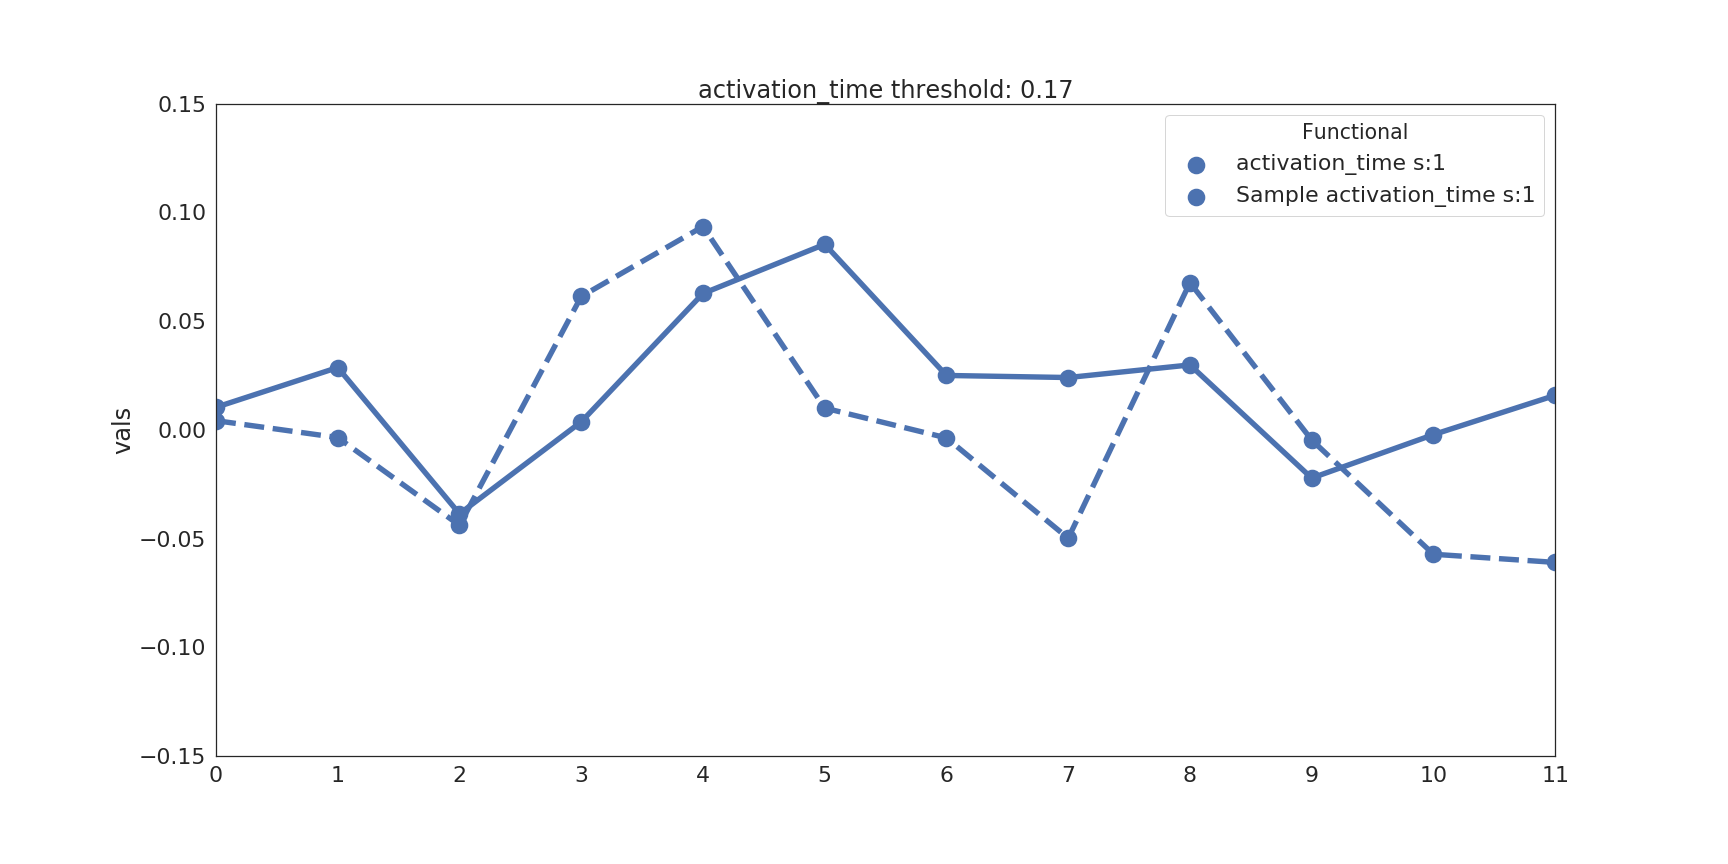 activation_time threshold: 0.17
0.15
0.10
0.05
0.00
−0.05
−0.10
−0.15
vals
Functional
activation_time s:1
Sample activation_time s:1
0 1 2 3 4 5 6 7 8 9 10 11